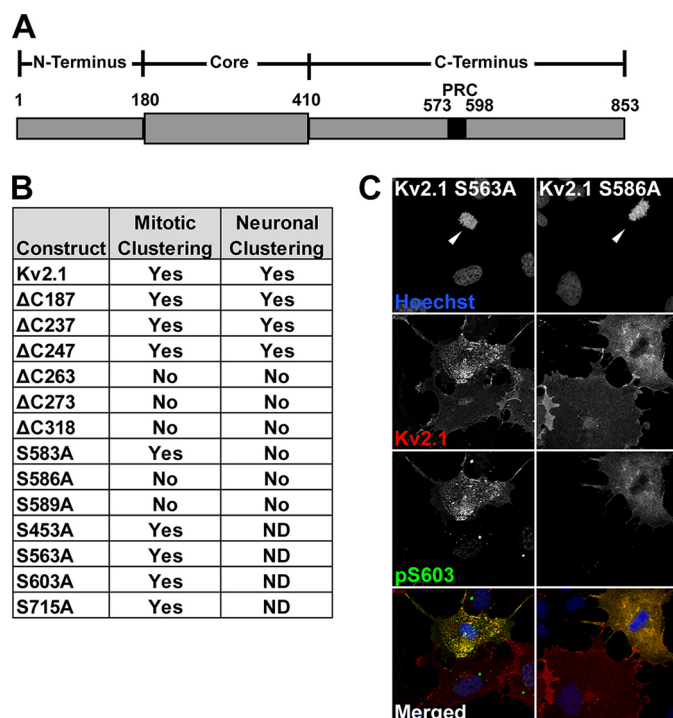 A
N-Terminus Core C-Terminus
PRC
1 180 410 573 598 853
B
Construct Mitotic Clustering Neuronal Clustering
Kv2.1 Yes Yes
ΔC187 Yes Yes
ΔC237 Yes Yes
ΔC247 Yes Yes
ΔC263 No No
ΔC273 No No
ΔC318 No No
S583A Yes No
S586A No No
S589A No No
S453A Yes ND
S563A Yes ND
S603A Yes ND
S715A Yes ND
C
Kv2.1 S563A Kv2.1 S586A
Hoechst
Kv2.1
pS603
Merged